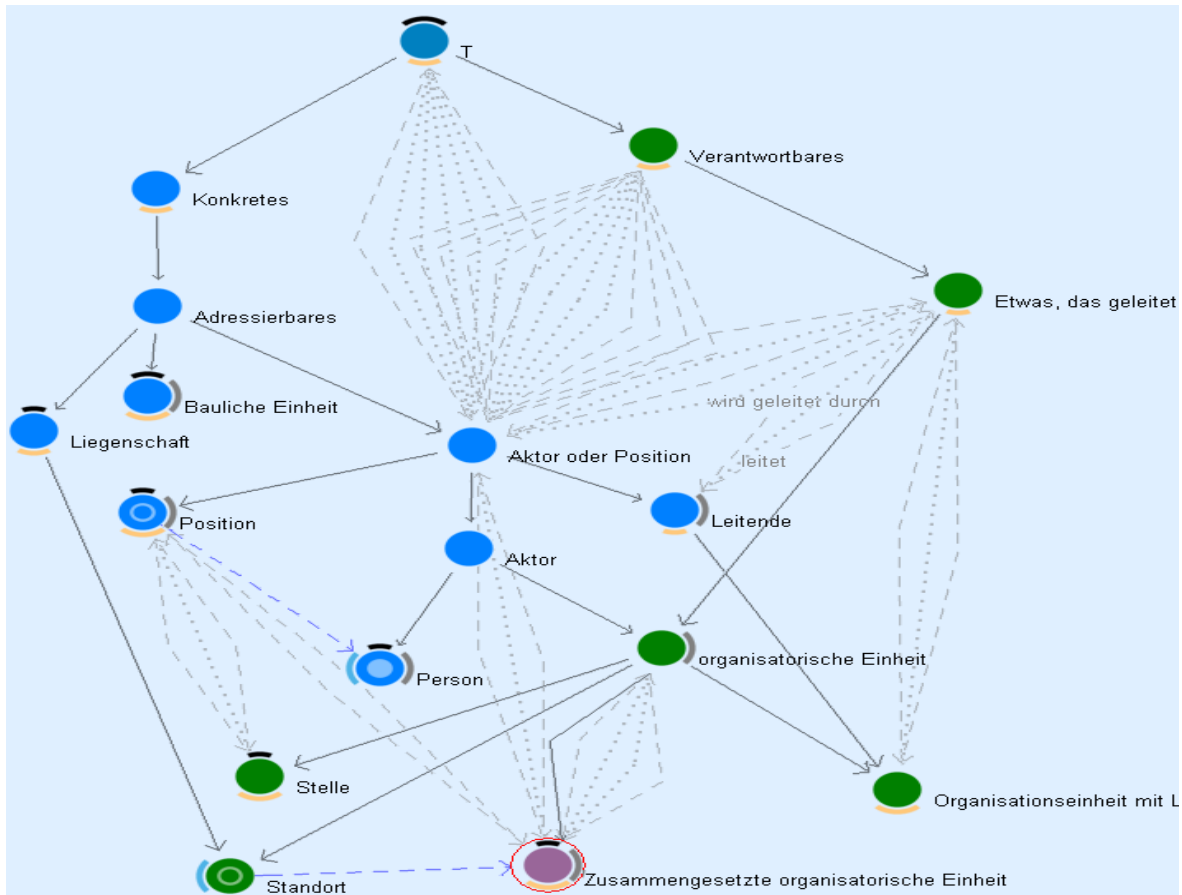 T
Verantwortbares
Konkretes
Etwas, das geleitet
Adressierbares
Bauliche Einheit
wird geleitet durch
Liegenschaft
Aktor oder Position
leitet
Position
Leitende
Aktor
organisatorische Einheit
Person
Stelle
Organisationseinheit mit L
Standort
Zusammengesetzte organisatorische Einheit